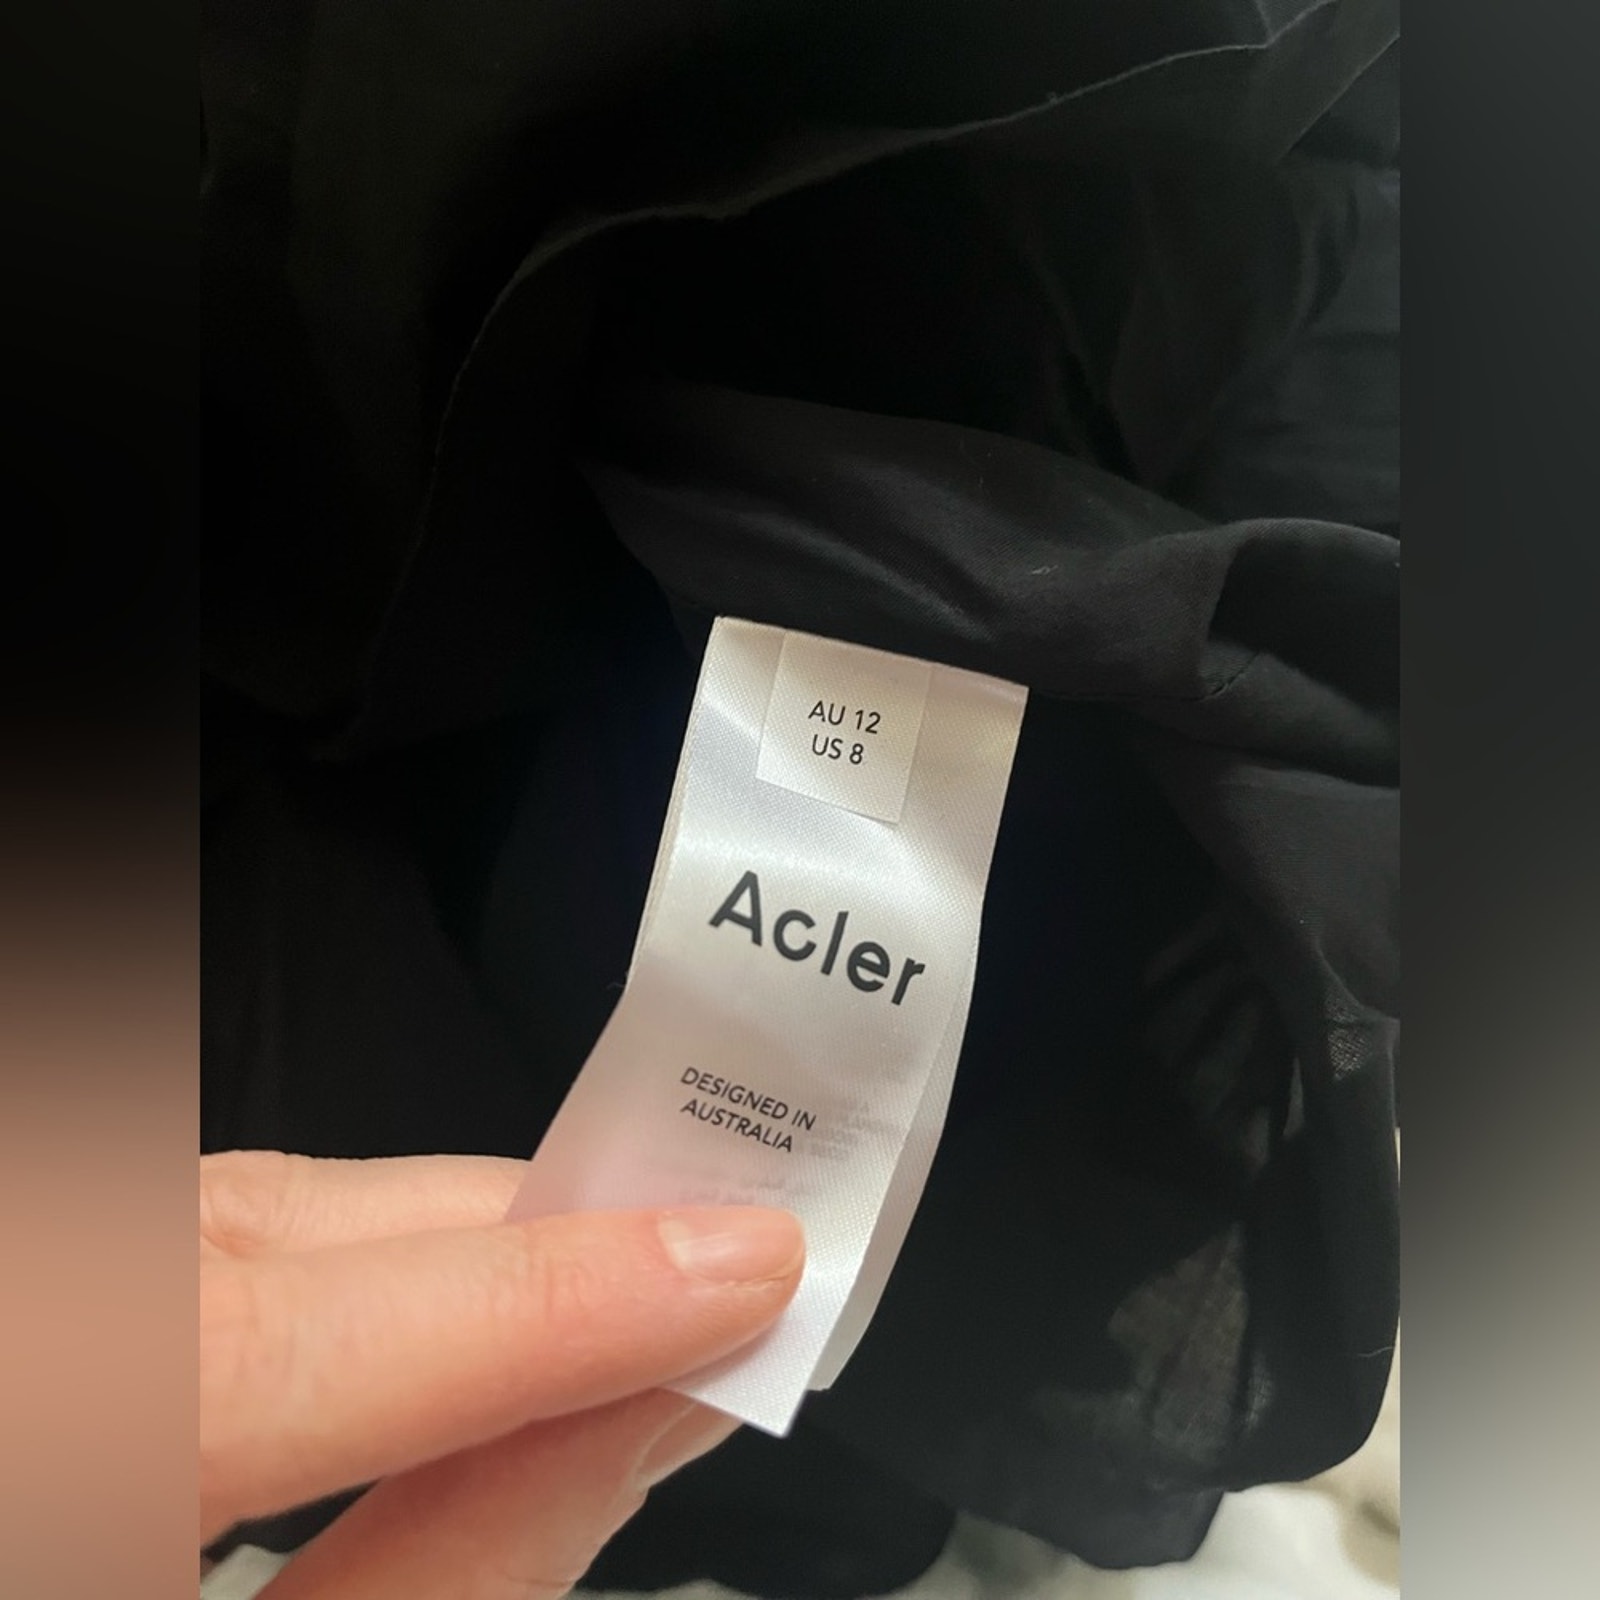 AU 12
US 8
Acler
DESIGNED IN
AUSTRALIA